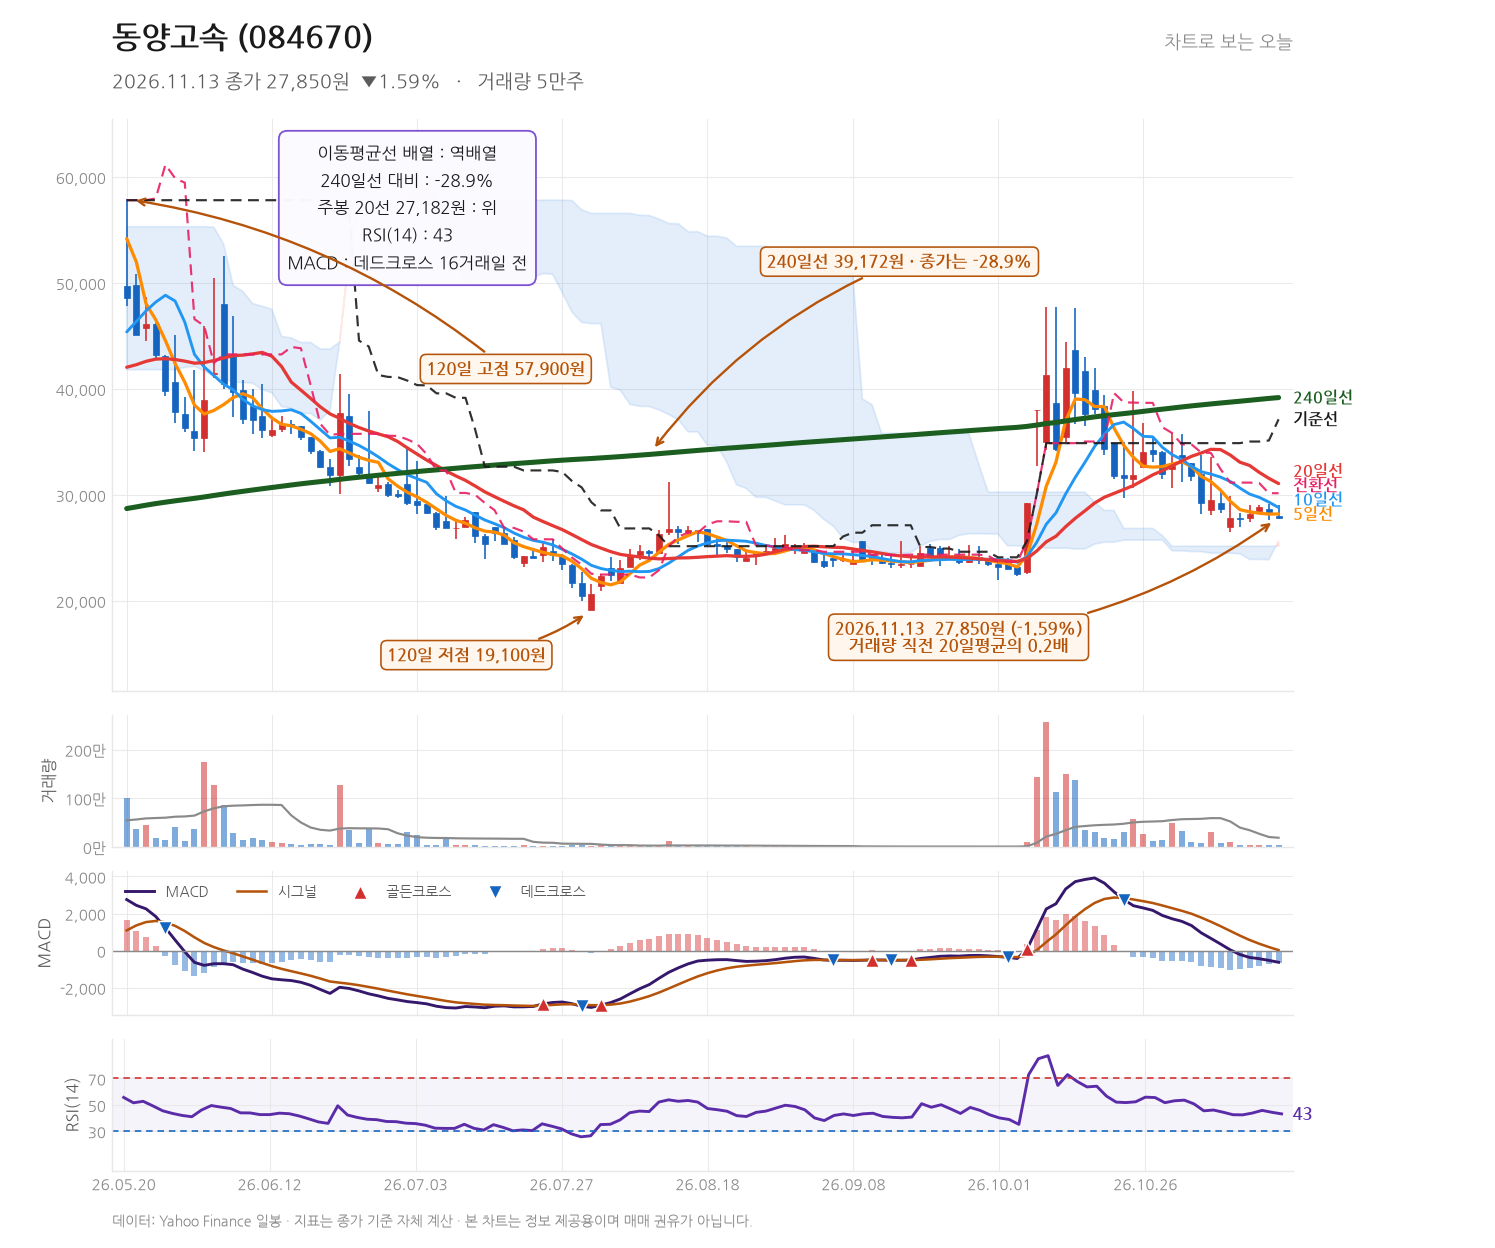 동양고속 (084670)
차트로 보는 오늘
2026.11.13 종가 27,850원 ▼1.59% · 거래량 5만주
이동평균선 배열 : 역배열
240일선 대비 : -28.9%
주봉 20선 27,182원 : 위
RSI(14) : 43
MACD : 데드크로스 16거래일 전
240일선 39,172원 · 종가는 -28.9%
120일 고점 57,900원
120일 저점 19,100원
2026.11.13 27,850원 (-1.59%)
거래량 직전 20일평균의 0.2배
60,000
50,000
40,000
30,000
20,000
240일선
기준선
20일선
전환선
10일선
5일선
거래량
200만
100만
0만
MACD
4,000
2,000
0
-2,000
MACD
시그널
골든크로스
데드크로스
RSI(14)
70
50
30
43
26.05.20
26.06.12
26.07.03
26.07.27
26.08.18
26.09.08
26.10.01
26.10.26
데이터: Yahoo Finance 일봉 · 지표는 종가 기준 자체 계산 · 본 차트는 정보 제공용이며 매매 권유가 아닙니다.